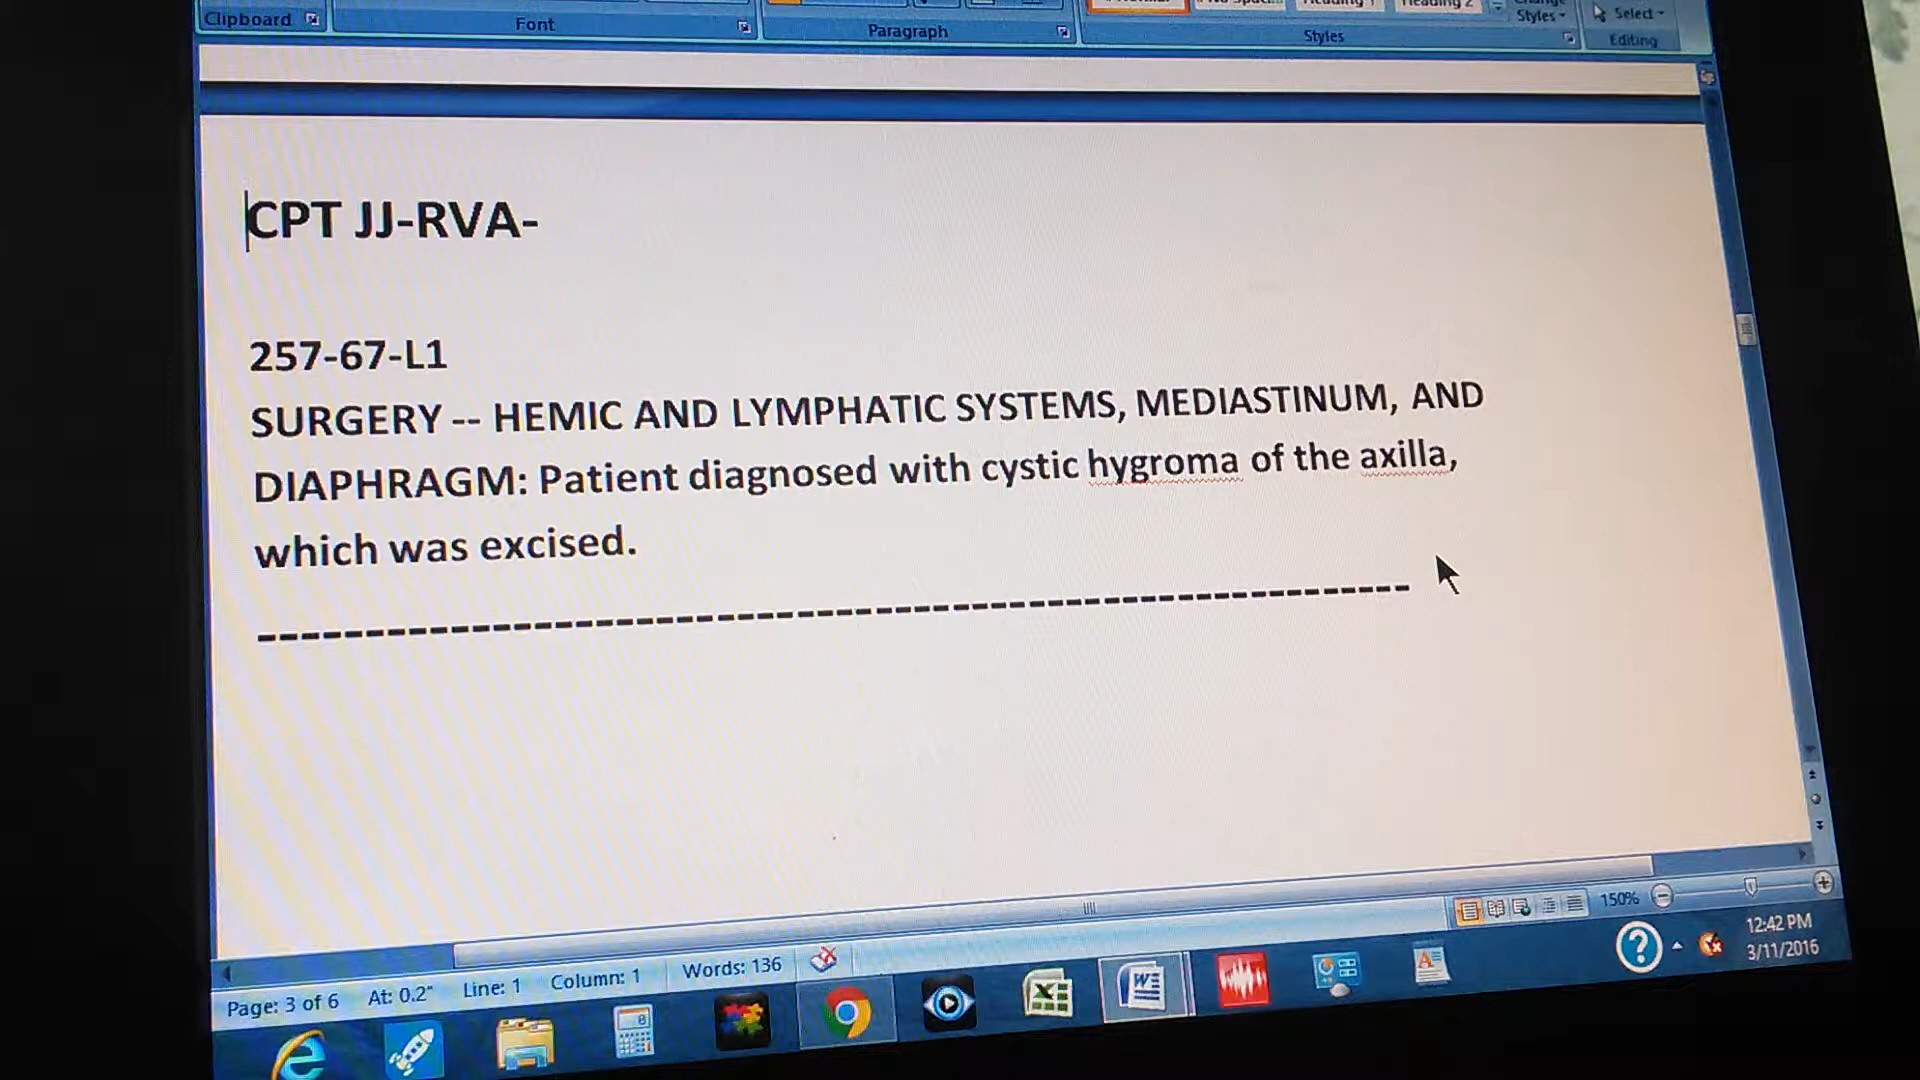 Clipboard
Font
Paragraph
Styles
Styles
Select
Editing
CPT JJ-RVA-
257-67-L1
SURGERY -- HEMIC AND LYMPHATIC SYSTEMS, MEDIASTINUM, AND
DIAPHRAGM: Patient diagnosed with cystic hygroma of the axilla,
which was excised.
Page: 3 of 6 At: 0.2" Line: 1 Column: 1 Words: 136
150%
12:42 PM
3/11/2016